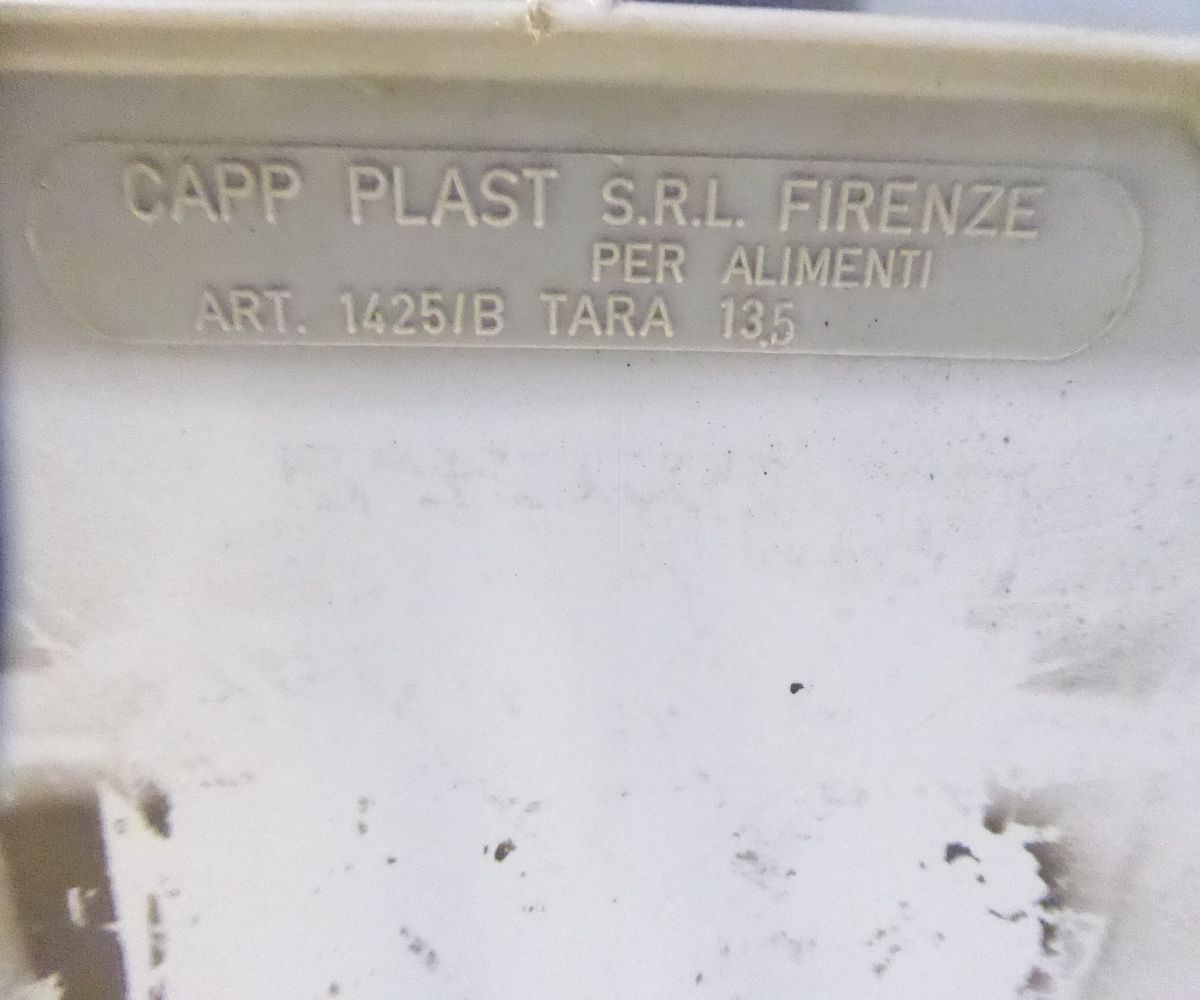 CAPP PLAST S.R.L. FIRENZE
PER ALIMENTI
ART. 1425/B TARA 13,5